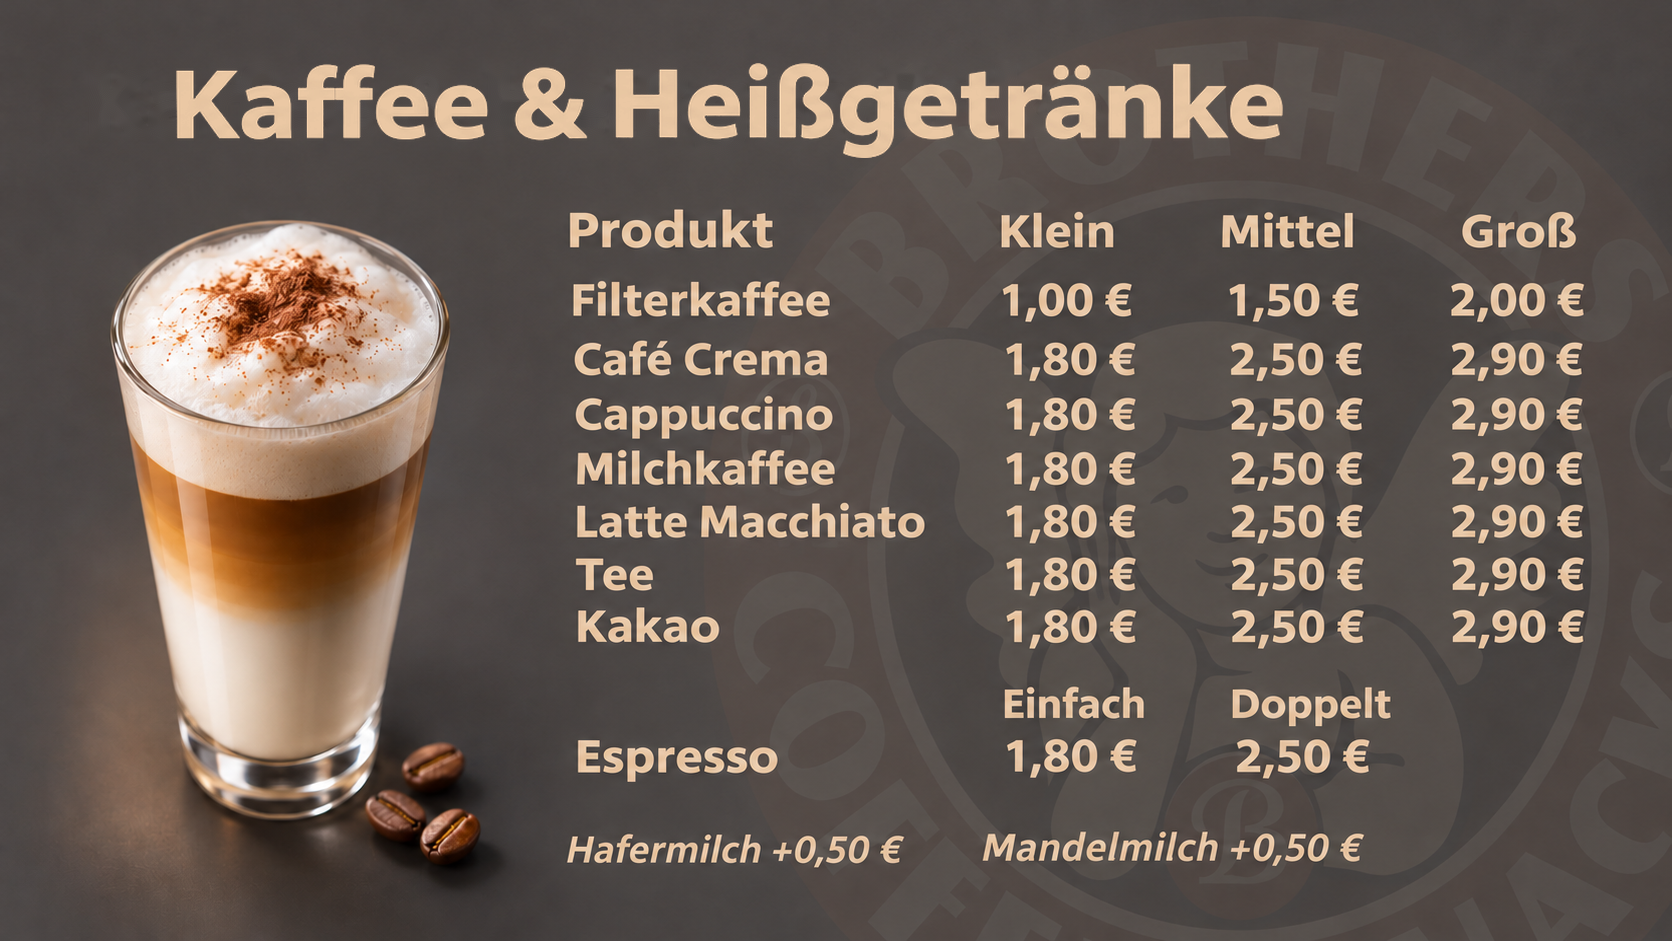 Kaffee & Heißgetränke
Produkt Klein Mittel Groß
Filterkaffee 1,00 € 1,50 € 2,00 €
Café Crema 1,80 € 2,50 € 2,90 €
Cappuccino 1,80 € 2,50 € 2,90 €
Milchkaffee 1,80 € 2,50 € 2,90 €
Latte Macchiato 1,80 € 2,50 € 2,90 €
Tee 1,80 € 2,50 € 2,90 €
Kakao 1,80 € 2,50 € 2,90 €
Einfach Doppelt
Espresso 1,80 € 2,50 €
Hafermilch +0,50 € Mandelmilch +0,50 €
BROTHERS
B